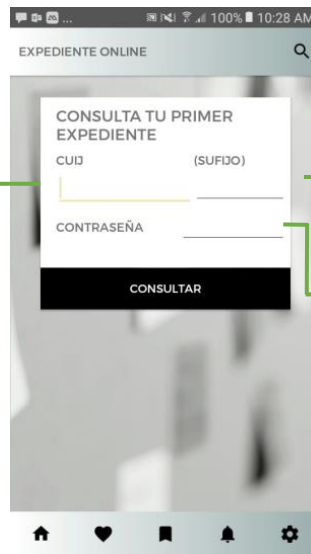 ... 100% 10:28 AM
EXPEDIENTE ONLINE
CONSULTA TU PRIMER
EXPEDIENTE
CUIJ (SUFIJO)
CONTRASEÑA
CONSULTAR